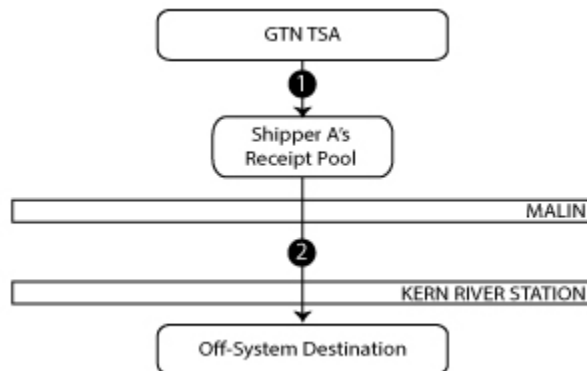 GTN TSA
1
Shipper A's
Receipt Pool
MALIN
2
KERN RIVER STATION
Off-System Destination